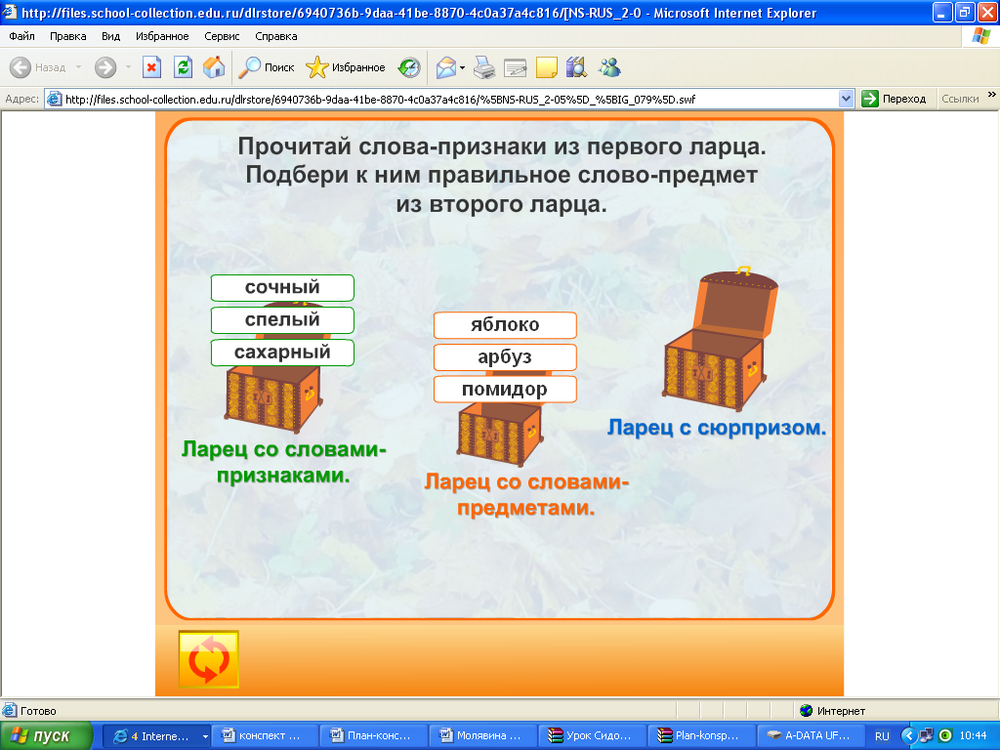 http://files.school-collection.edu.ru/dlrstore/6940736b-9daa-41be-8870-4c0a37a4c816/[NS-RUS_2-0 - Microsoft Internet Explorer
Файл Правка Вид Избранное Сервис Справка
Назад Поиск Избранное
Адрес: http://files.school-collection.edu.ru/dlrstore/6940736b-9daa-41be-8870-4c0a37a4c816/%5BNS-RUS_2-05%5D_%5BIG_079%5D.swf Переход Ссылки »
Прочитай слова-признаки из первого ларца.
Подбери к ним правильное слово-предмет
из второго ларца.
сочный
спелый
сахарный
Ларец со словами-
признаками.
яблоко
арбуз
помидор
Ларец со словами-
предметами.
Ларец с сюрпризом.
Готово Интернет
пуск 4 Interne... конспект ... План-конс... Молявина ... Урок Сидо... Plan-konsp... A-DATA UF... RU 10:44